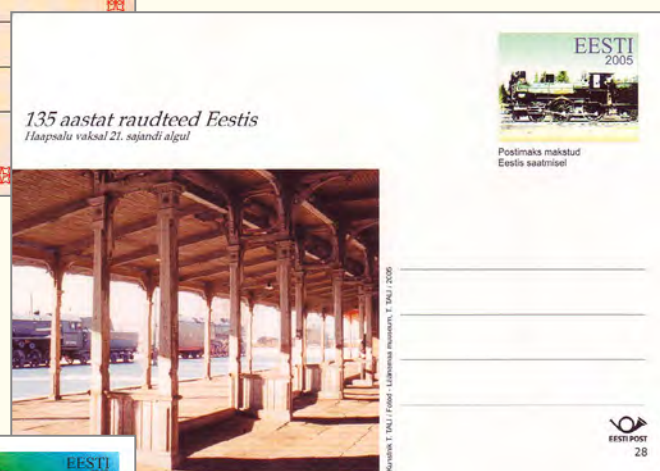 EESTI
2005
135 aastat raudteed Eestis
Haapsalu vaksal 21. sajandi algul
Postimaks makstud
Eestis saatmisel
Kunstnik T. TALI / Fotod - Läänemaa muuseum, T. TALI / 2005
EESTI POST
28
EESTI